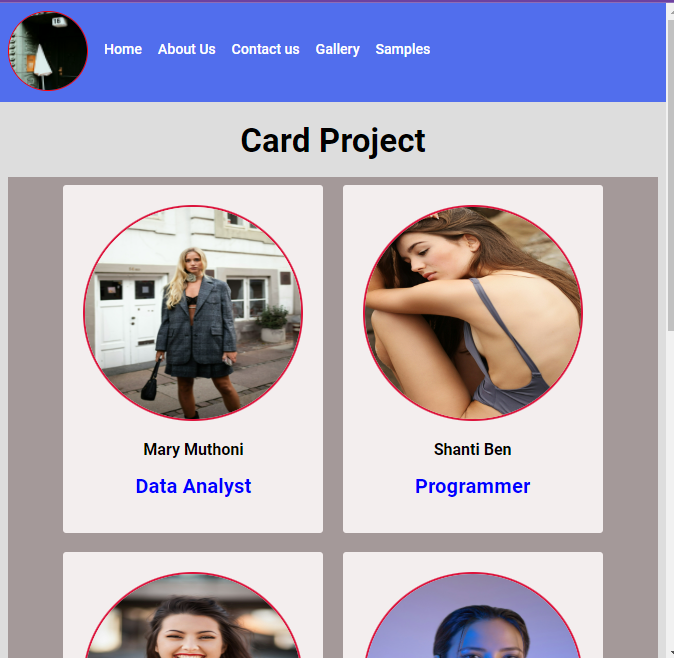 Home About Us Contact us Gallery Samples
Card Project
Mary Muthoni
Data Analyst
Shanti Ben
Programmer